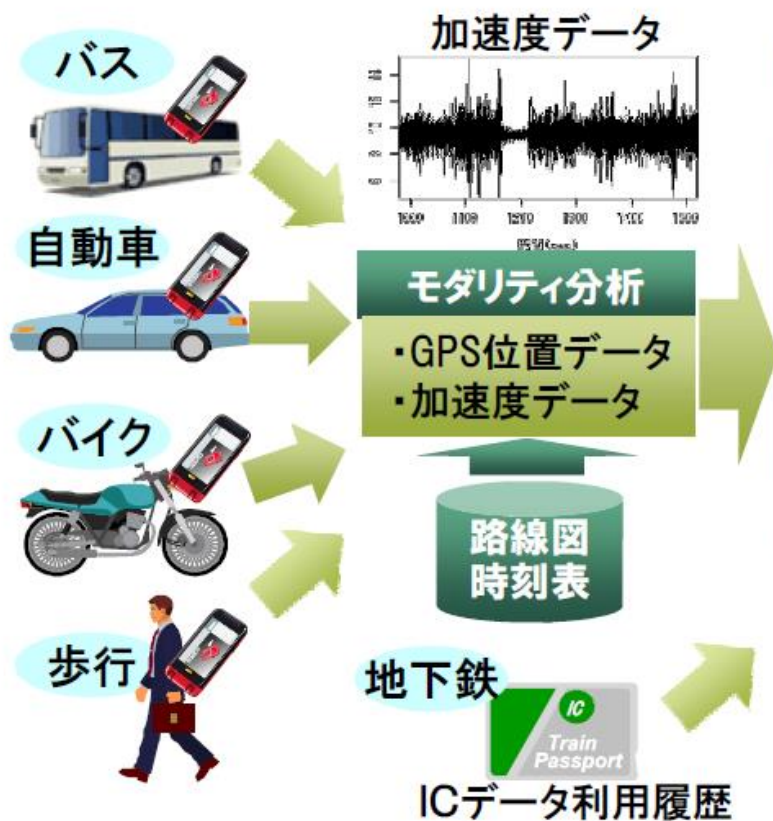 バス
加速度データ
自動車
モダリティ分析
・GPS位置データ
・加速度データ
バイク
路線図
時刻表
歩行
地下鉄
IC
Train
Passport
ICデータ利用履歴